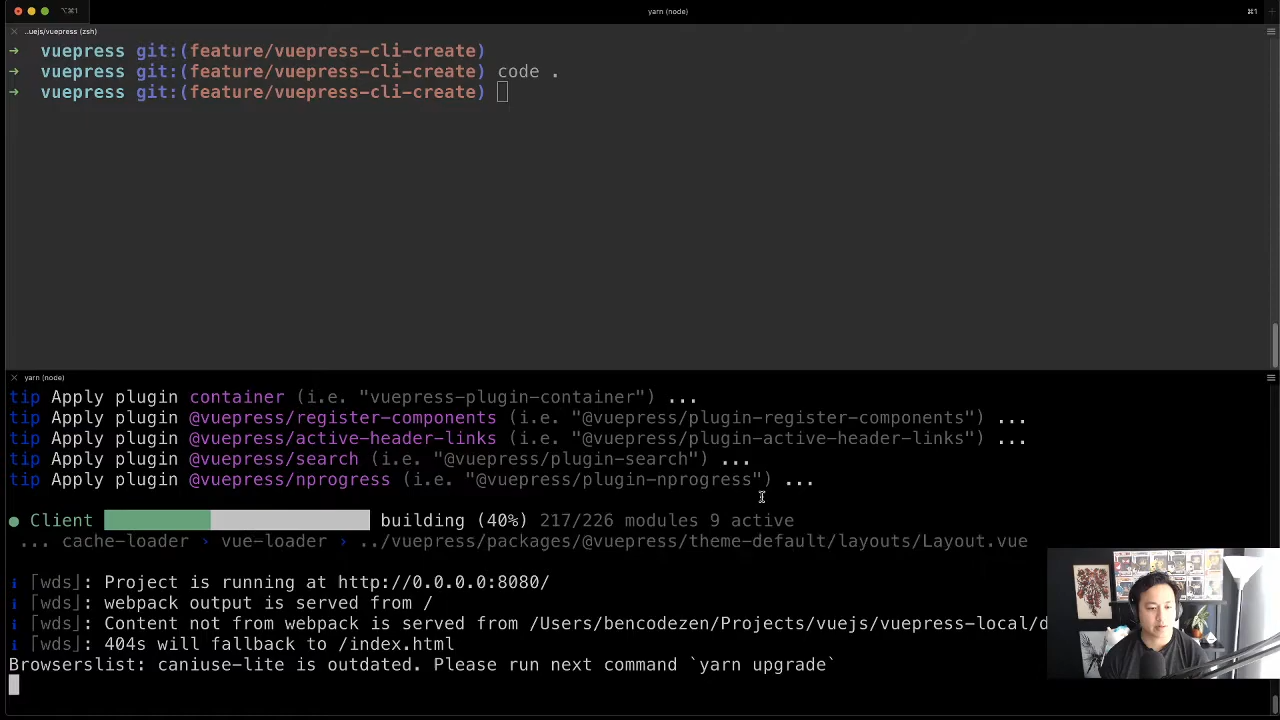 ⌥⌘1
yarn (node)
⌘1
..uejs/vuepress (zsh)
➜ vuepress git:(feature/vuepress-cli-create)
➜ vuepress git:(feature/vuepress-cli-create) code .
➜ vuepress git:(feature/vuepress-cli-create)
yarn (node)
tip Apply plugin container (i.e. "vuepress-plugin-container") ...
tip Apply plugin @vuepress/register-components (i.e. "@vuepress/plugin-register-components") ...
tip Apply plugin @vuepress/active-header-links (i.e. "@vuepress/plugin-active-header-links") ...
tip Apply plugin @vuepress/search (i.e. "@vuepress/plugin-search") ...
tip Apply plugin @vuepress/nprogress (i.e. "@vuepress/plugin-nprogress") ...
● Client building (40%) 217/226 modules 9 active
... cache-loader › vue-loader › ../vuepress/packages/@vuepress/theme-default/layouts/Layout.vue
ℹ ｢wds｣: Project is running at http://0.0.0.0:8080/
ℹ ｢wds｣: webpack output is served from /
ℹ ｢wds｣: Content not from webpack is served from /Users/bencodezen/Projects/vuejs/vuepress-local/d
ℹ ｢wds｣: 404s will fallback to /index.html
Browserslist: caniuse-lite is outdated. Please run next command `yarn upgrade`